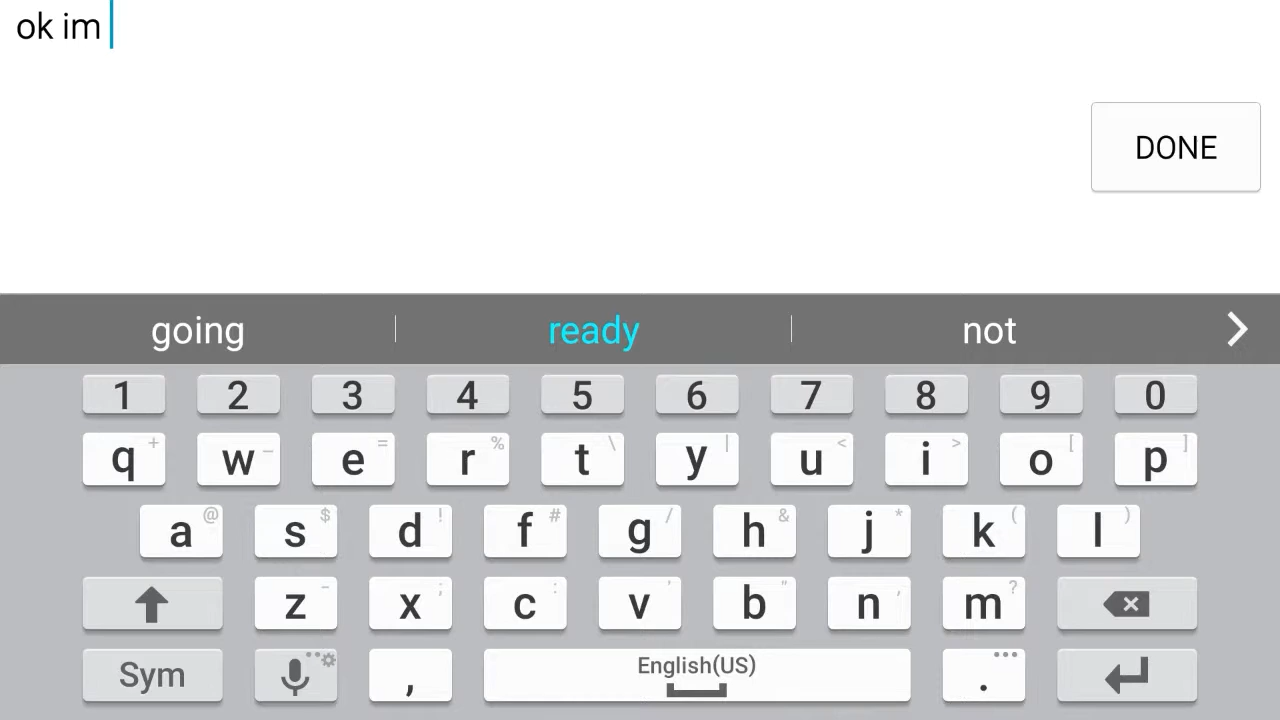 ok im
DONE
going ready not
1 2 3 4 5 6 7 8 9 0
q + w _ e = r % t \ y | u < i > o [ p ]
a @ s $ d ! f # g / h & j * k ( l )
z - x ; c : v ' b " n , m ?
Sym , English(US) .